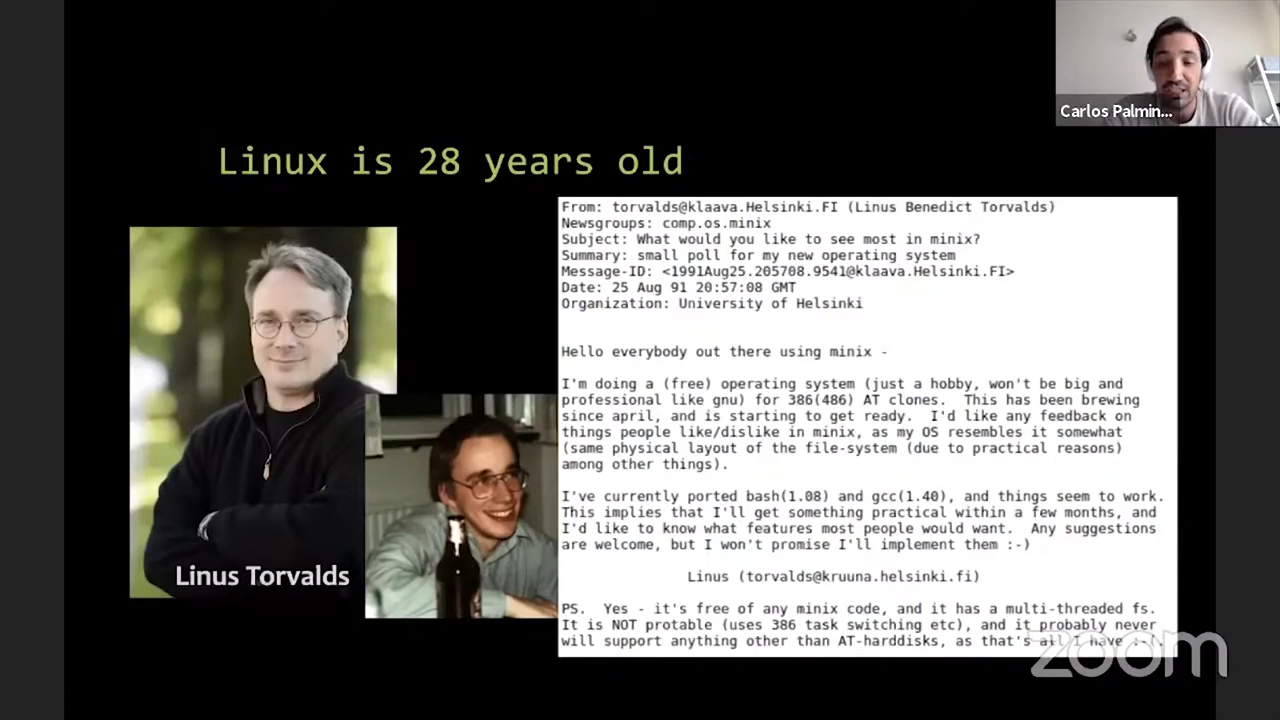 Carlos Palmin...
Linux is 28 years old
From: torvalds@klaava.Helsinki.FI (Linus Benedict Torvalds)
Newsgroups: comp.os.minix
Subject: What would you like to see most in minix?
Summary: small poll for my new operating system
Message-ID: <1991Aug25.205708.9541@klaava.Helsinki.FI>
Date: 25 Aug 91 20:57:08 GMT
Organization: University of Helsinki
Hello everybody out there using minix -
I'm doing a (free) operating system (just a hobby, won't be big and
professional like gnu) for 386(486) AT clones.  This has been brewing
since april, and is starting to get ready.  I'd like any feedback on
things people like/dislike in minix, as my OS resembles it somewhat
(same physical layout of the file-system (due to practical reasons)
among other things).
I've currently ported bash(1.08) and gcc(1.40), and things seem to work.
This implies that I'll get something practical within a few months, and
I'd like to know what features most people would want.  Any suggestions
are welcome, but I won't promise I'll implement them :-)
Linus (torvalds@kruuna.helsinki.fi)
PS.  Yes - it's free of any minix code, and it has a multi-threaded fs.
It is NOT protable (uses 386 task switching etc), and it probably never
will support anything other than AT-harddisks, as that's all I have :-(.
Linus Torvalds
zoom